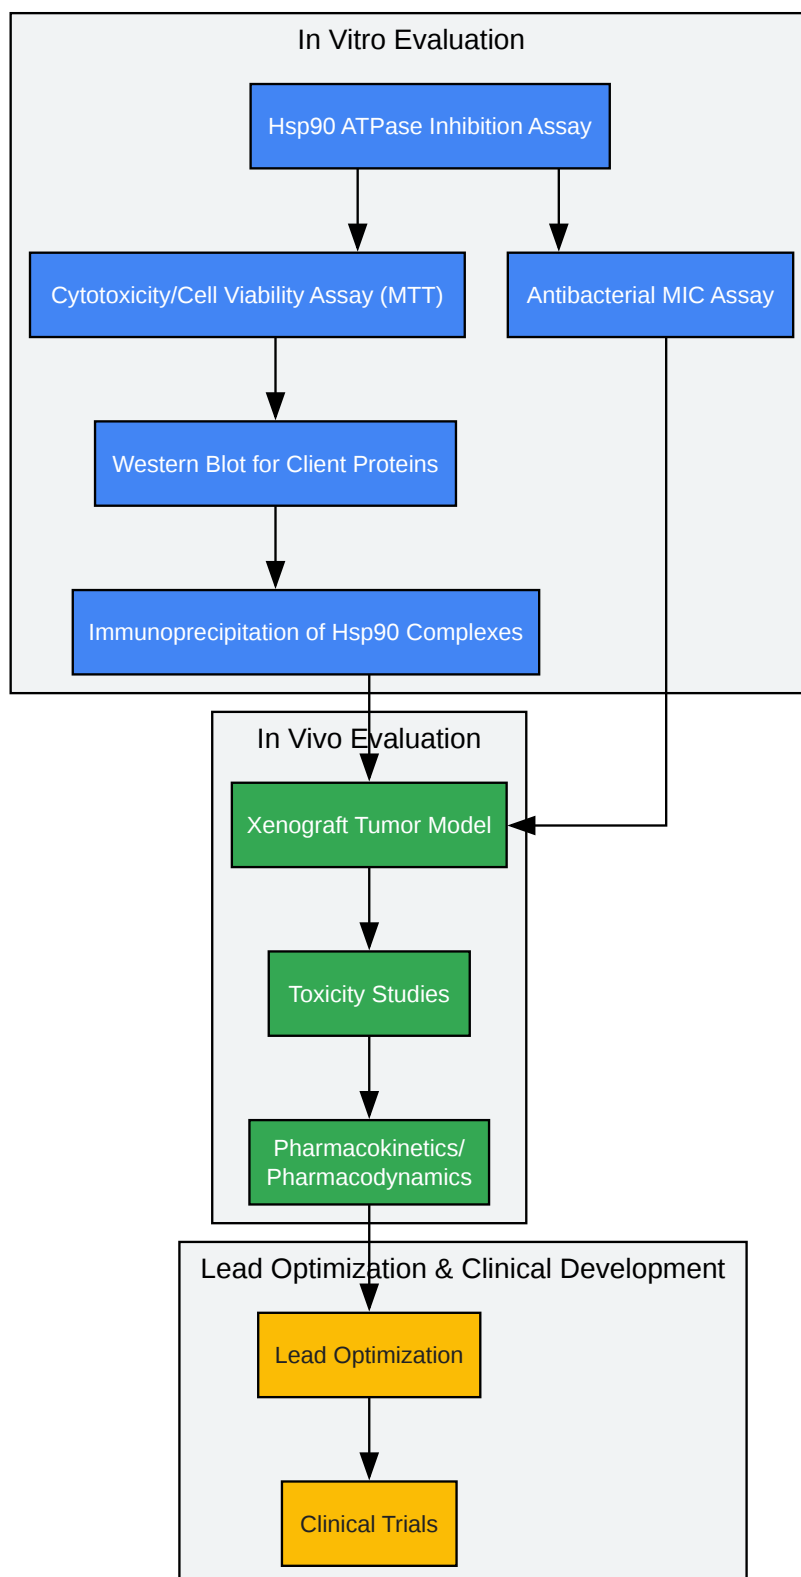 In Vitro Evaluation
Hsp90 ATPase Inhibition Assay
Cytotoxicity/Cell Viability Assay (MTT)
Antibacterial MIC Assay
Western Blot for Client Proteins
Immunoprecipitation of Hsp90 Complexes
In Vivo Evaluation
Xenograft Tumor Model
Toxicity Studies
Pharmacokinetics/
Pharmacodynamics
Lead Optimization & Clinical Development
Lead Optimization
Clinical Trials